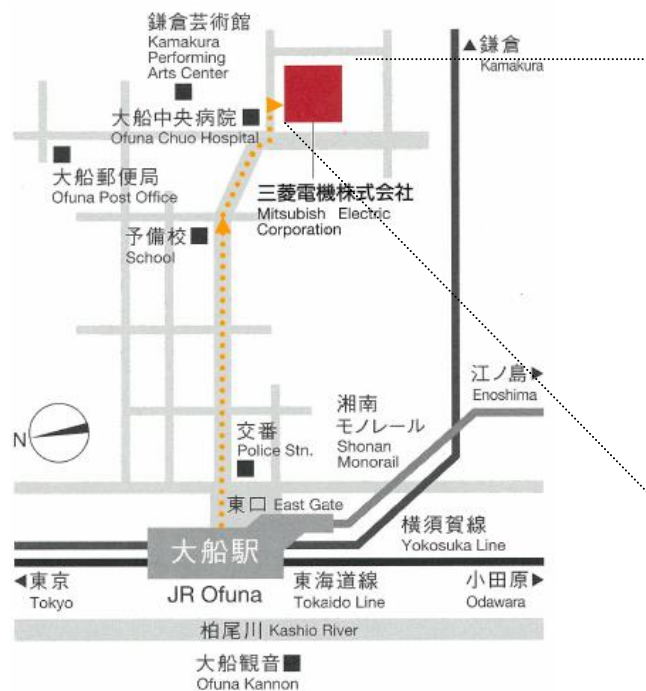 鎌倉芸術館
Kamakura
Performing
Arts Center
▲鎌倉
Kamakura
大船中央病院
Ofuna Chuo Hospital
大船郵便局
Ofuna Post Office
三菱電機株式会社
Mitsubish Electric
Corporation
予備校
School
江ノ島▶
Enoshima
湘南
モノレール
Shonan
Monorail
N
交番
Police Stn.
東口 East Gate
大船駅
JR Ofuna
横須賀線
Yokosuka Line
◀東京
Tokyo
東海道線
Tokaido Line
小田原▶
Odawara
柏尾川 Kashio River
大船観音
Ofuna Kannon